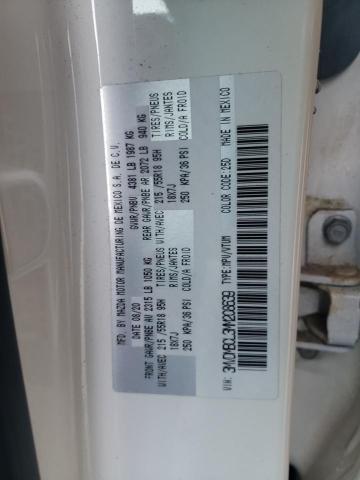 MFG. BY MAZDA MOTOR MANUFACTURING DE MEXICO S.A. DE C.V.
DATE 08/20 GVWR/PNBV 4381 LB 1987 KG
FRONT GAWR/PNBE AV 2315 LB 1050 KG REAR GAWR/PNBE AR 2072 LB 940 KG
WITH/AVEC 215 /55R18 95H TIRES/PNEUS WITH/AVEC 215 /55R18 95H TIRES/PNEUS
18X7J RIMS/JANTES 18X7J RIMS/JANTES
250 KPA/36 PSI COLD/A FROID 250 KPA/36 PSI COLD/A FROID
VIN: TYPE:MPV/VTUM COLOR CODE:25D MADE IN MEXICO